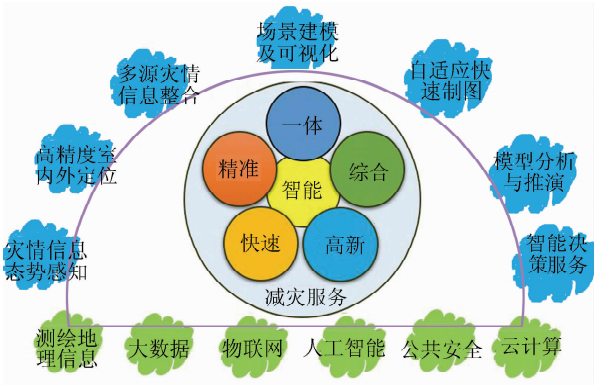 场景建模
及可视化
多源灾情
信息整合
自适应快
速制图
高精度室
内外定位
模型分析
与推演
灾情信息
态势感知
智能决
策服务
一体
精准
综合
智能
快速
高新
减灾服务
测绘地
理信息
大数据
物联网
人工智能
公共安全
云计算